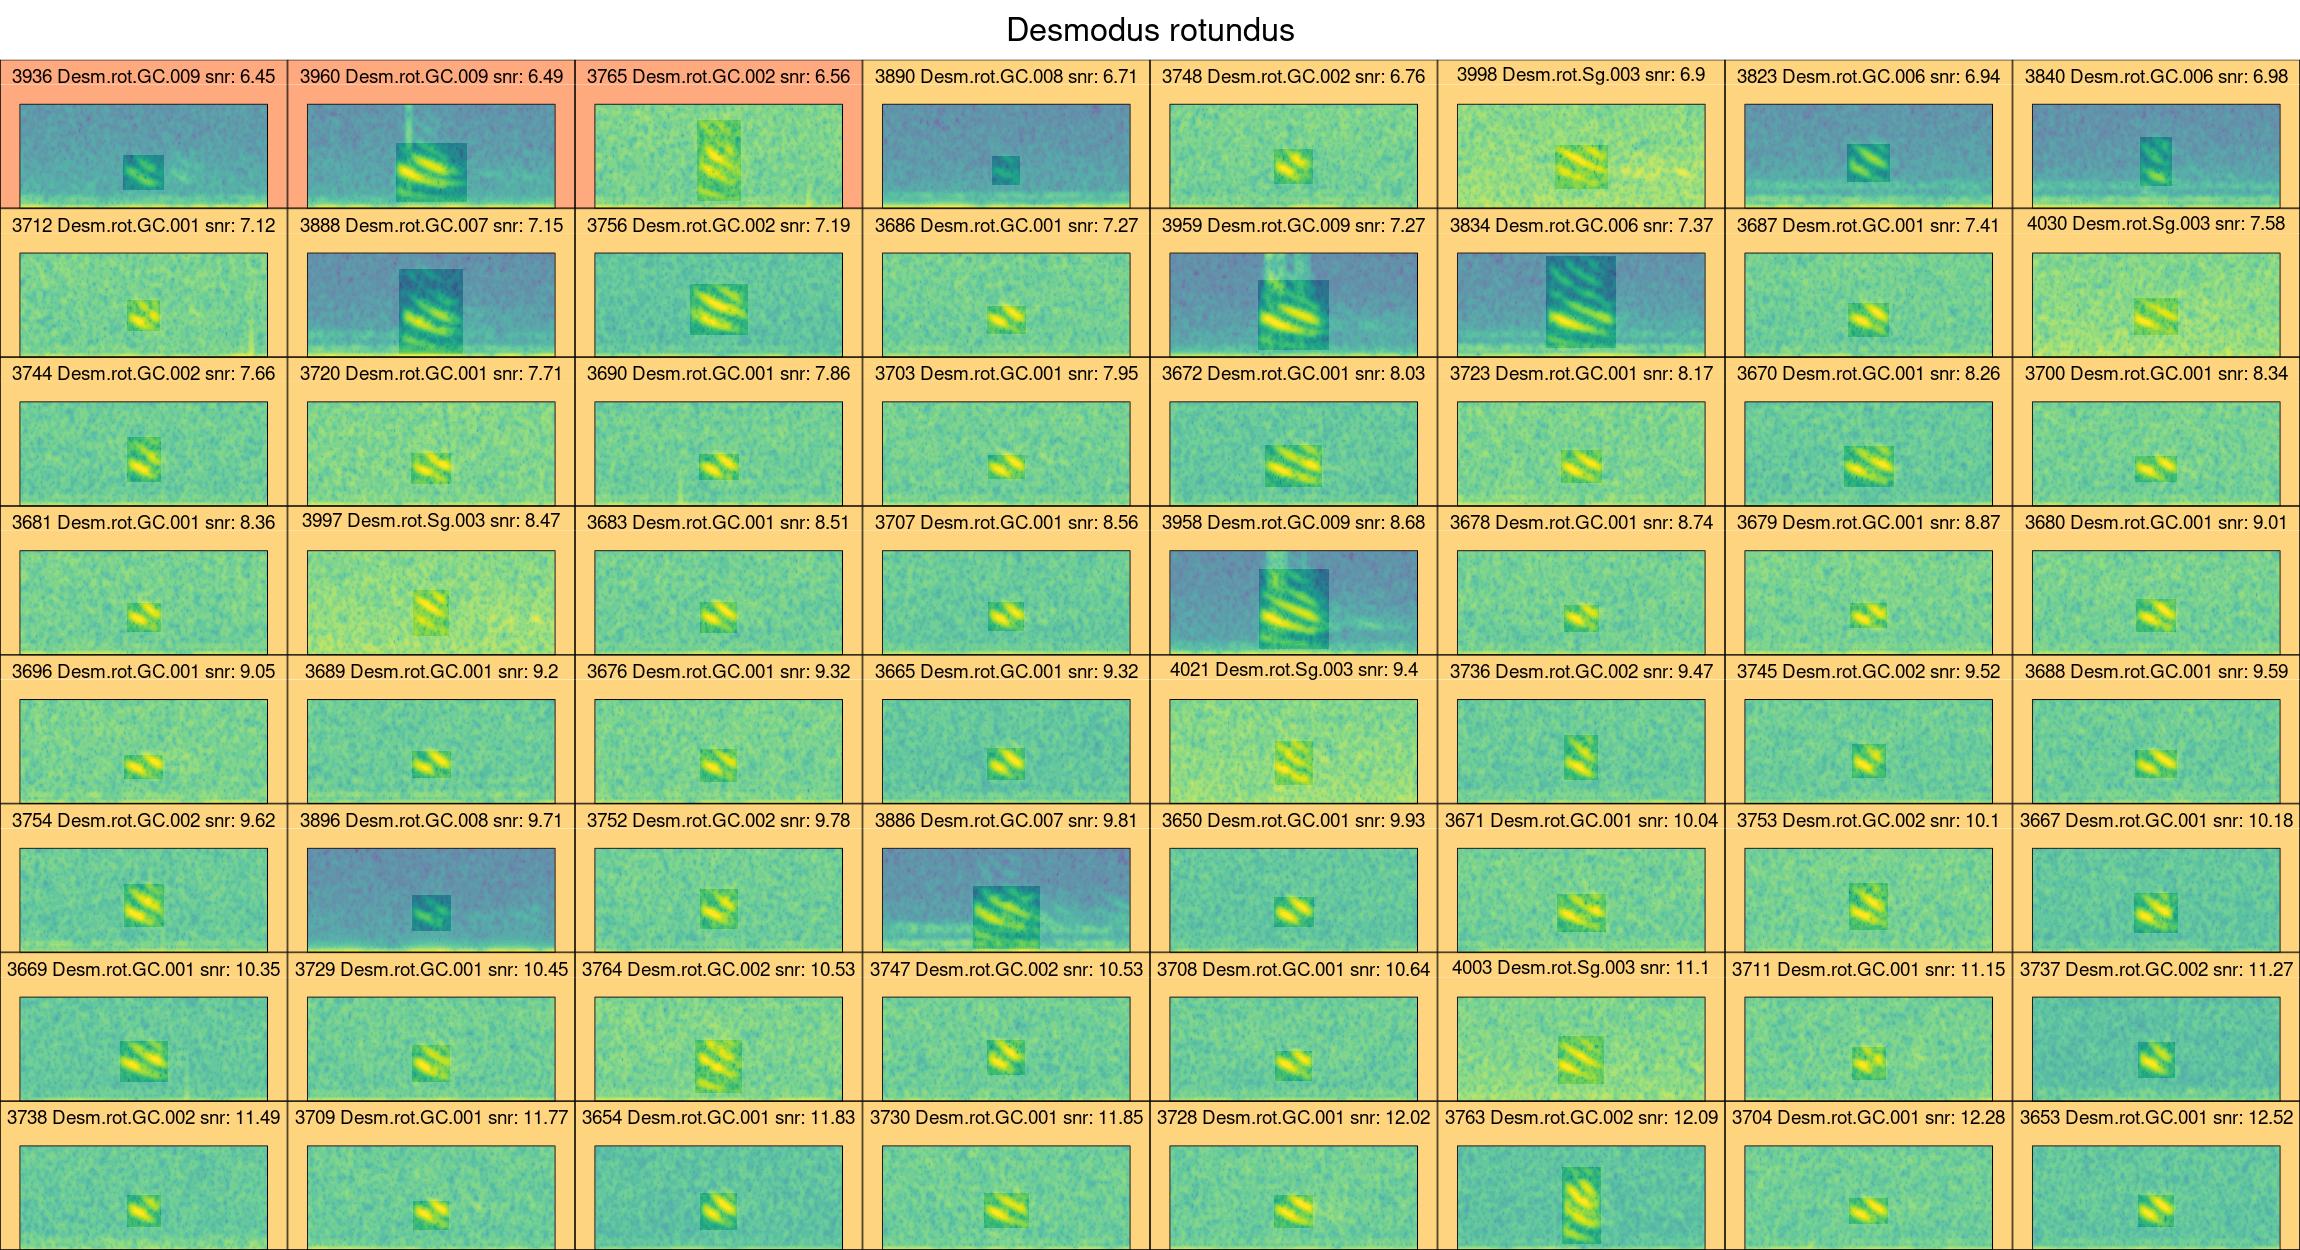 Desmodus rotundus
3936 Desm.rot.GC.009 snr: 6.45 3960 Desm.rot.GC.009 snr: 6.49 3765 Desm.rot.GC.002 snr: 6.56 3890 Desm.rot.GC.008 snr: 6.71 3748 Desm.rot.GC.002 snr: 6.76 3998 Desm.rot.Sg.003 snr: 6.9 3823 Desm.rot.GC.006 snr: 6.94 3840 Desm.rot.GC.006 snr: 6.98
3712 Desm.rot.GC.001 snr: 7.12 3888 Desm.rot.GC.007 snr: 7.15 3756 Desm.rot.GC.002 snr: 7.19 3686 Desm.rot.GC.001 snr: 7.27 3959 Desm.rot.GC.009 snr: 7.27 3834 Desm.rot.GC.006 snr: 7.37 3687 Desm.rot.GC.001 snr: 7.41 4030 Desm.rot.Sg.003 snr: 7.58
3744 Desm.rot.GC.002 snr: 7.66 3720 Desm.rot.GC.001 snr: 7.71 3690 Desm.rot.GC.001 snr: 7.86 3703 Desm.rot.GC.001 snr: 7.95 3672 Desm.rot.GC.001 snr: 8.03 3723 Desm.rot.GC.001 snr: 8.17 3670 Desm.rot.GC.001 snr: 8.26 3700 Desm.rot.GC.001 snr: 8.34
3681 Desm.rot.GC.001 snr: 8.36 3997 Desm.rot.Sg.003 snr: 8.47 3683 Desm.rot.GC.001 snr: 8.51 3707 Desm.rot.GC.001 snr: 8.56 3958 Desm.rot.GC.009 snr: 8.68 3678 Desm.rot.GC.001 snr: 8.74 3679 Desm.rot.GC.001 snr: 8.87 3680 Desm.rot.GC.001 snr: 9.01
3696 Desm.rot.GC.001 snr: 9.05 3689 Desm.rot.GC.001 snr: 9.2 3676 Desm.rot.GC.001 snr: 9.32 3665 Desm.rot.GC.001 snr: 9.32 4021 Desm.rot.Sg.003 snr: 9.4 3736 Desm.rot.GC.002 snr: 9.47 3745 Desm.rot.GC.002 snr: 9.52 3688 Desm.rot.GC.001 snr: 9.59
3754 Desm.rot.GC.002 snr: 9.62 3896 Desm.rot.GC.008 snr: 9.71 3752 Desm.rot.GC.002 snr: 9.78 3886 Desm.rot.GC.007 snr: 9.81 3650 Desm.rot.GC.001 snr: 9.93 3671 Desm.rot.GC.001 snr: 10.04 3753 Desm.rot.GC.002 snr: 10.1 3667 Desm.rot.GC.001 snr: 10.18
3669 Desm.rot.GC.001 snr: 10.35 3729 Desm.rot.GC.001 snr: 10.45 3764 Desm.rot.GC.002 snr: 10.53 3747 Desm.rot.GC.002 snr: 10.53 3708 Desm.rot.GC.001 snr: 10.64 4003 Desm.rot.Sg.003 snr: 11.1 3711 Desm.rot.GC.001 snr: 11.15 3737 Desm.rot.GC.002 snr: 11.27
3738 Desm.rot.GC.002 snr: 11.49 3709 Desm.rot.GC.001 snr: 11.77 3654 Desm.rot.GC.001 snr: 11.83 3730 Desm.rot.GC.001 snr: 11.85 3728 Desm.rot.GC.001 snr: 12.02 3763 Desm.rot.GC.002 snr: 12.09 3704 Desm.rot.GC.001 snr: 12.28 3653 Desm.rot.GC.001 snr: 12.52